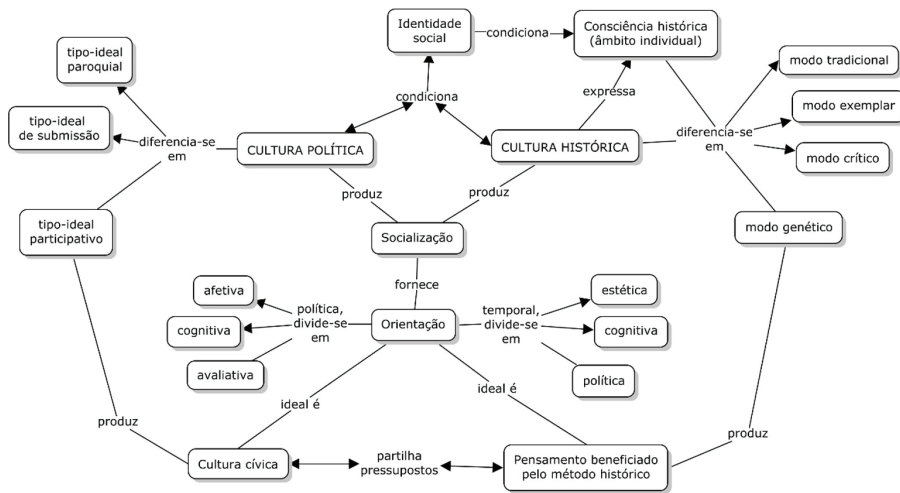 Identidade
social
condiciona
Consciência histórica
(âmbito individual)
tipo-ideal
paroquial
modo tradicional
condiciona
expressa
tipo-ideal
de submissão
modo exemplar
diferencia-se
em
CULTURA POLÍTICA
CULTURA HISTÓRICA
diferencia-se
em
modo crítico
produz
produz
tipo-ideal
participativo
Socialização
modo genético
fornece
afetiva
política,
divide-se
em
Orientação
temporal,
divide-se
em
estética
cognitiva
cognitiva
avaliativa
política
ideal é
ideal é
produz
produz
Cultura cívica
partilha
pressupostos
Pensamento beneficiado
pelo método histórico